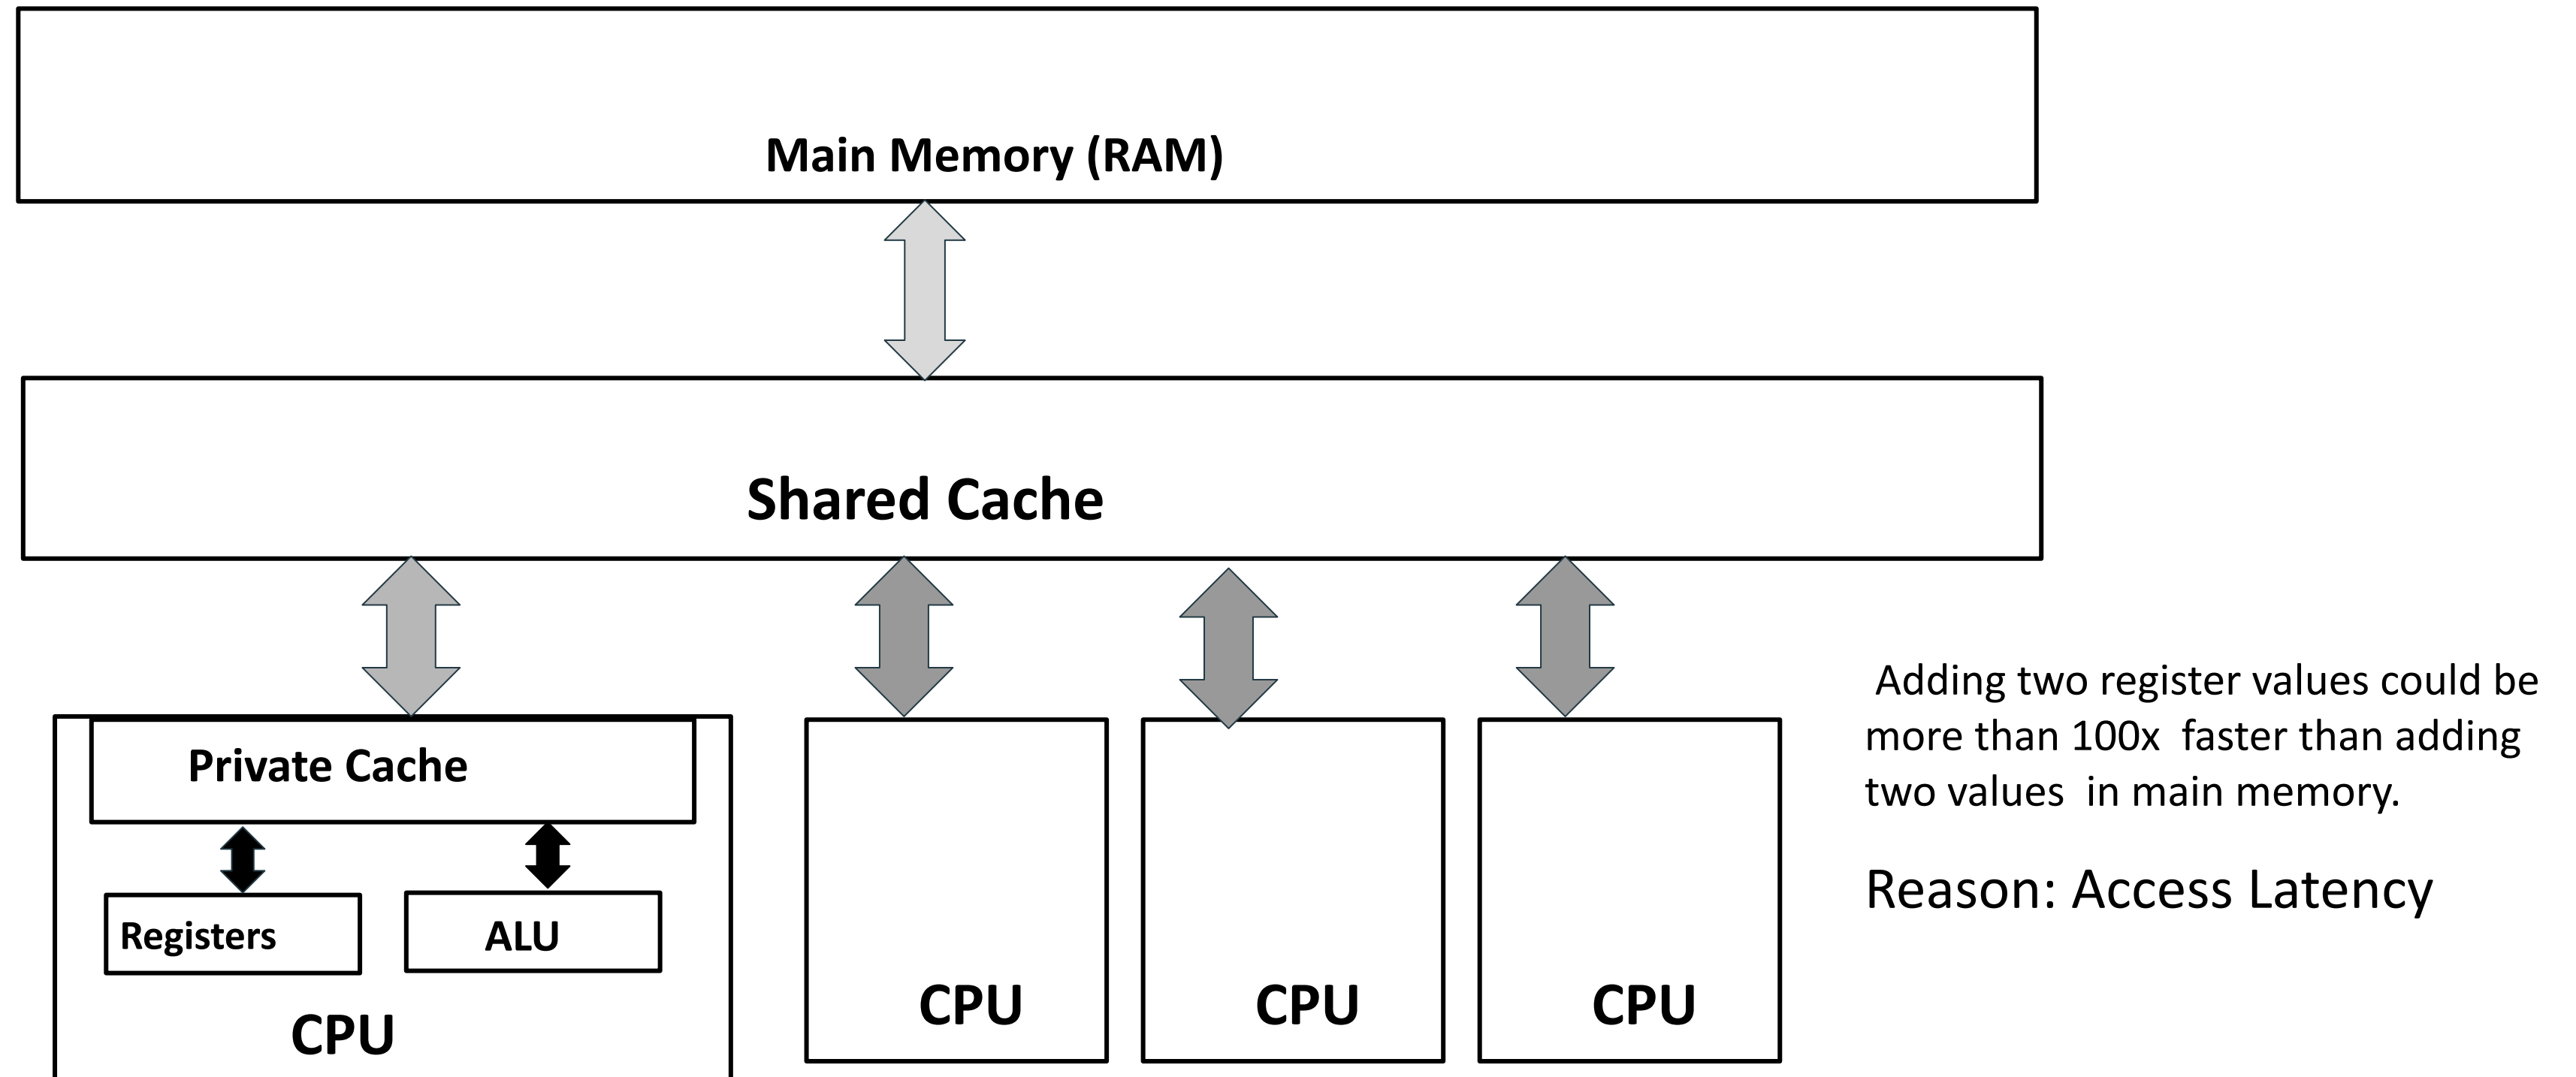 Main Memory (RAM)
Shared Cache
Private Cache
Registers
ALU
CPU
CPU
CPU
CPU
Adding two register values could be
more than 100x faster than adding
two values in main memory.
Reason: Access Latency